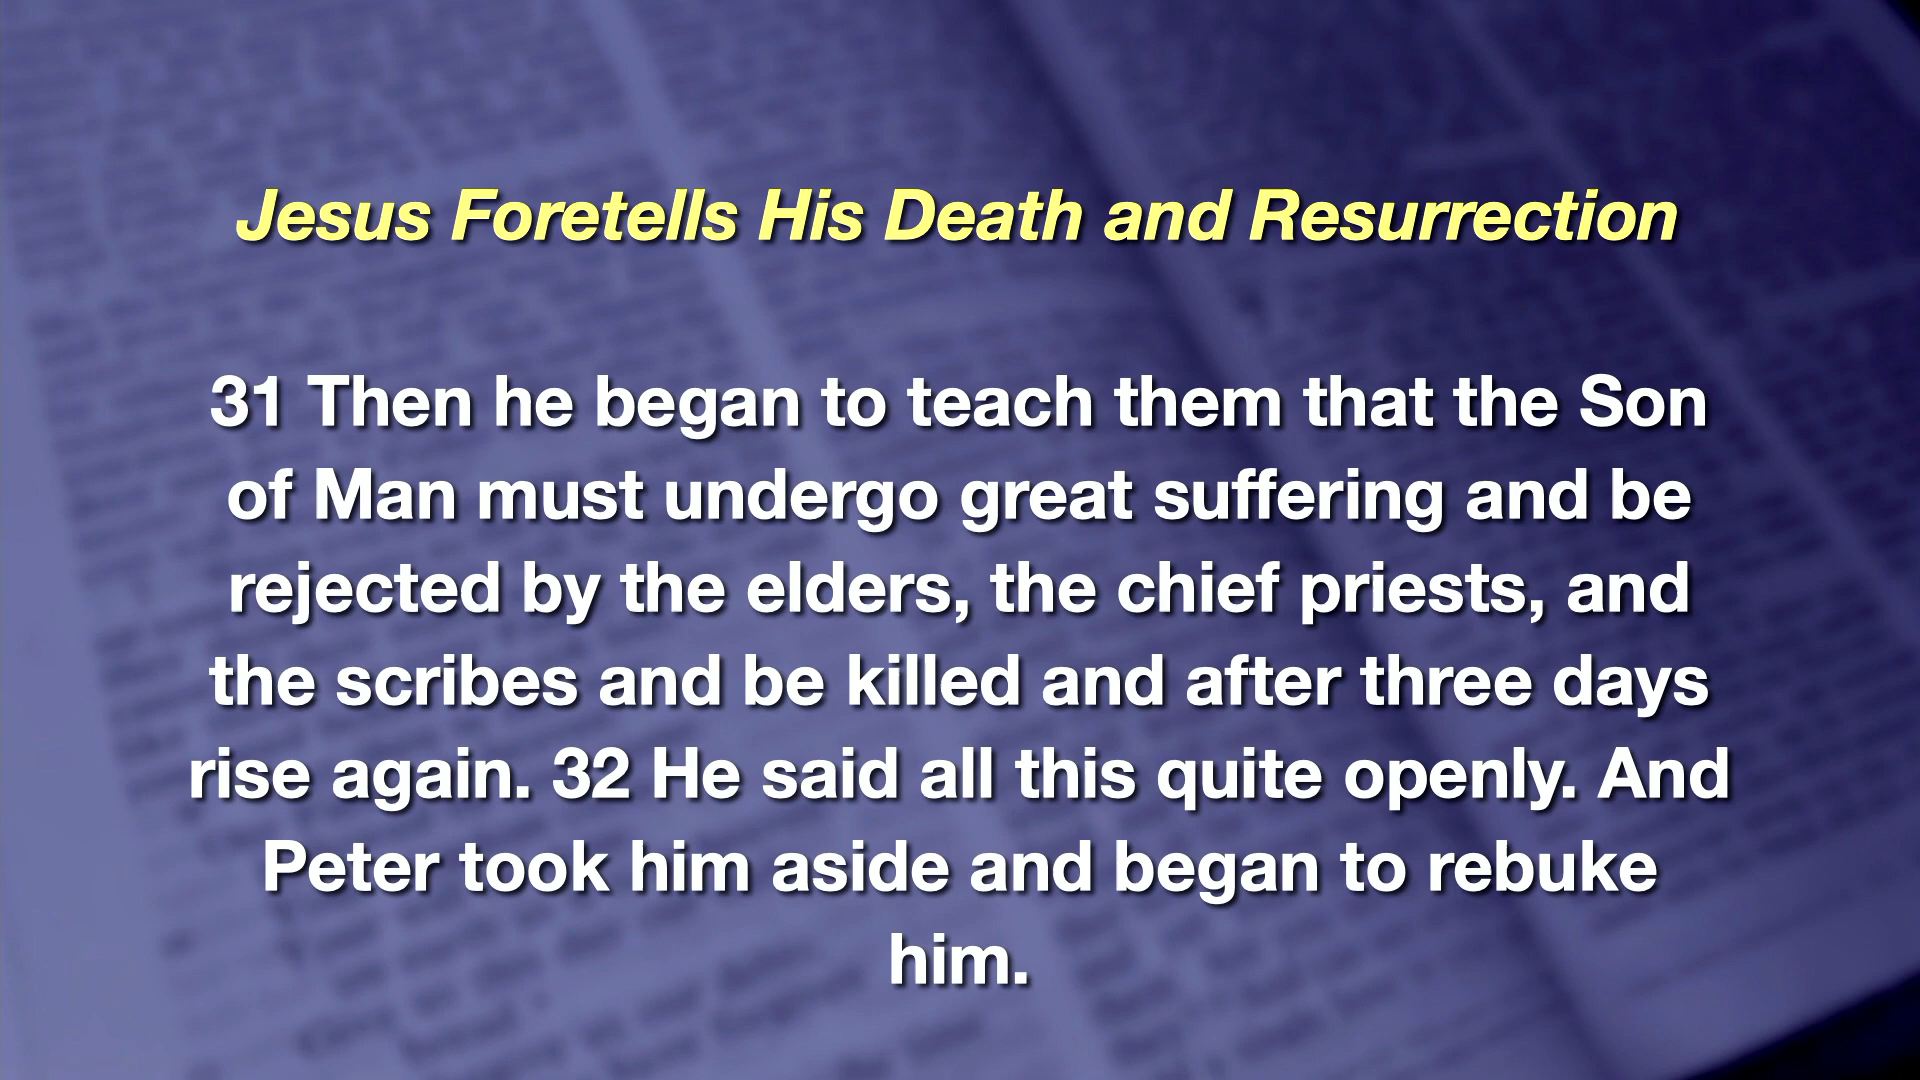 Jesus Foretells His Death and Resurrection
31 Then he began to teach them that the Son
of Man must undergo great suffering and be
rejected by the elders, the chief priests, and
the scribes and be killed and after three days
rise again. 32 He said all this quite openly. And
Peter took him aside and began to rebuke
him.